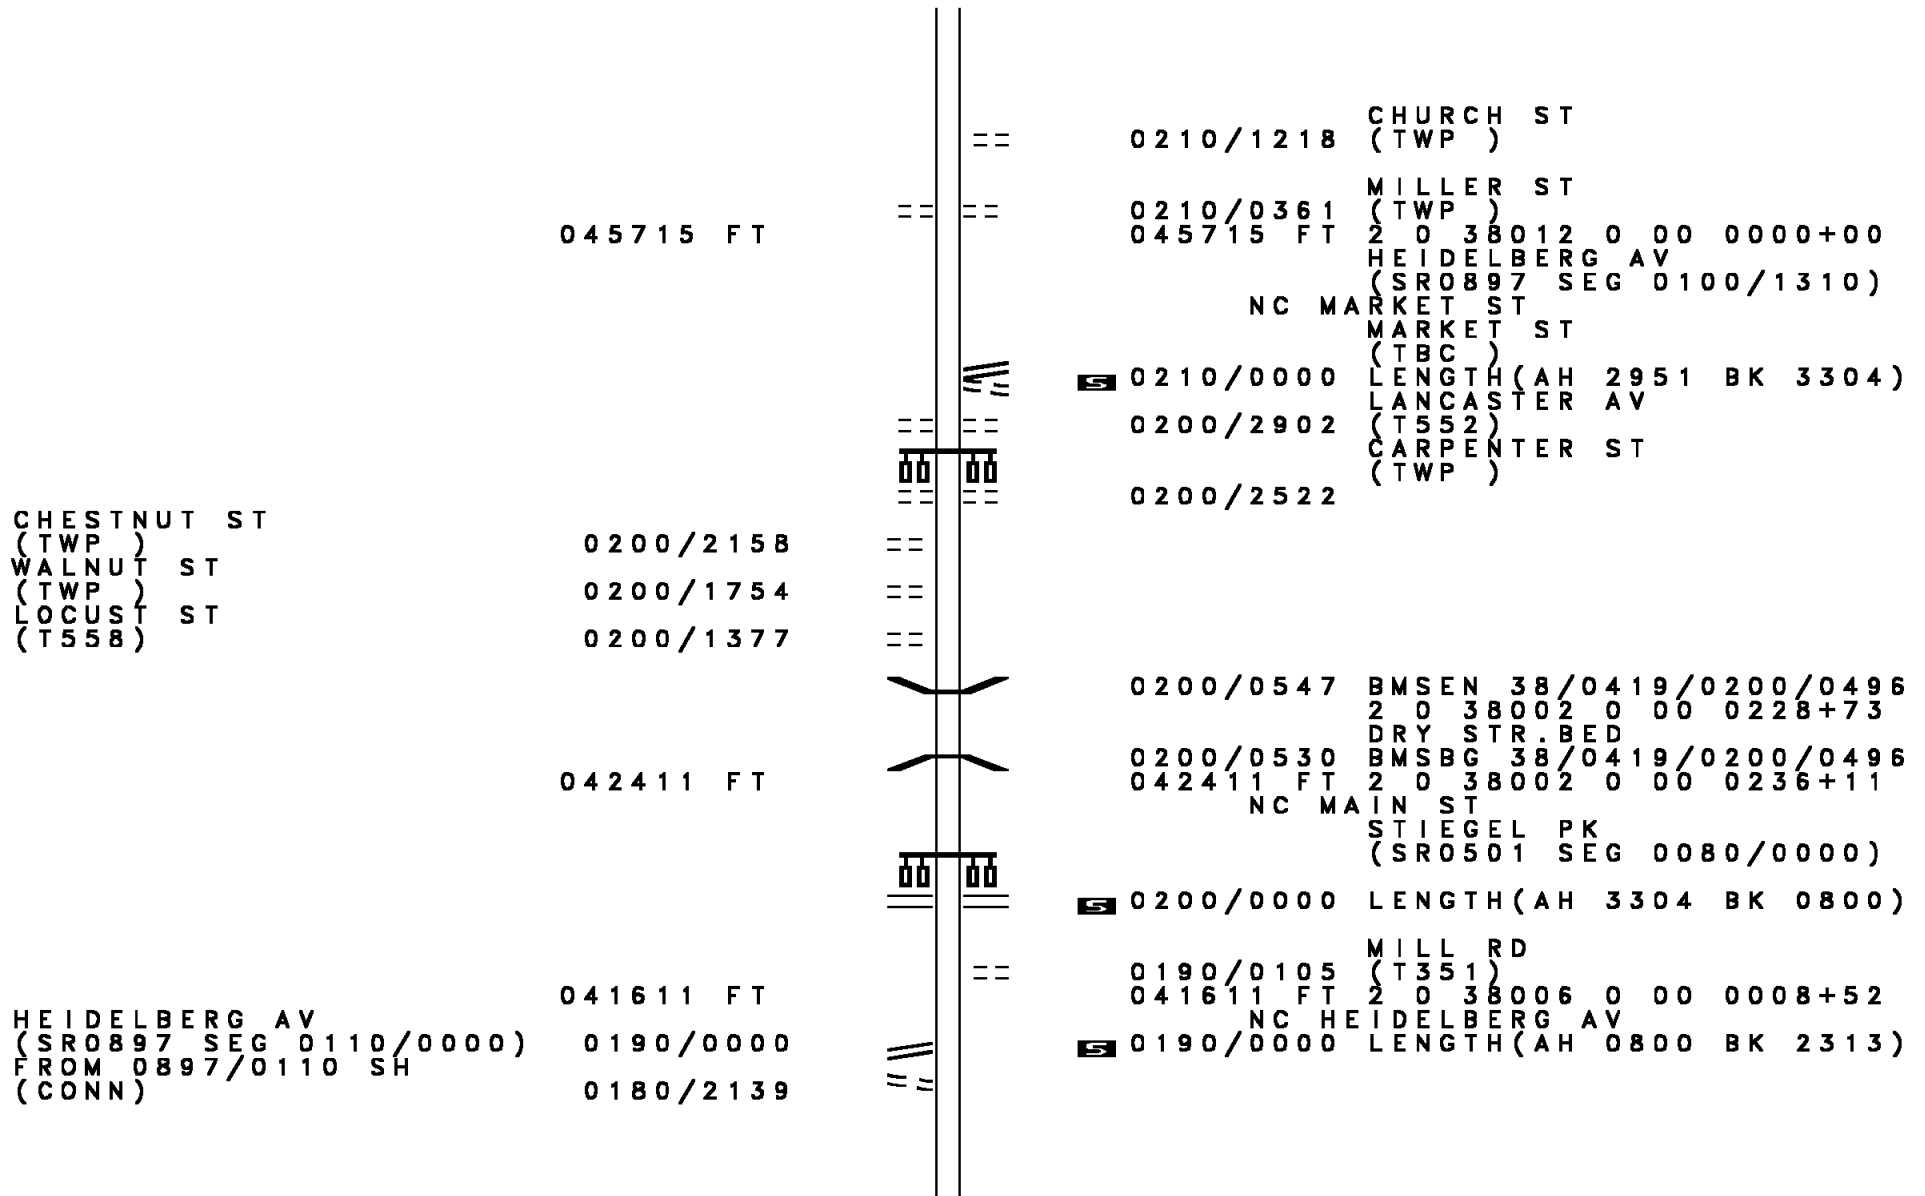 CHURCH ST
0210/1218 (TWP )
MILLER ST
0210/0361 (TWP )
045715 FT 045715 FT 2 0 38012 0 00 0000+00
HEIDELBERG AV
(SR0897 SEG 0100/1310)
NC MARKET ST
MARKET ST
(TBC )
S 0210/0000 LENGTH(AH 2951 BK 3304)
LANCASTER AV
0200/2902 (T552)
CARPENTER ST
(TWP )
0200/2522
CHESTNUT ST
(TWP ) 0200/2158
WALNUT ST
(TWP ) 0200/1754
LOCUST ST
(T558) 0200/1377
0200/0547 BMSEN 38/0419/0200/0496
2 0 38002 0 00 0228+73
DRY STR.BED
0200/0530 BMSBG 38/0419/0200/0496
042411 FT 042411 FT 2 0 38002 0 00 0236+11
NC MAIN ST
STIEGEL PK
(SR0501 SEG 0080/0000)
S 0200/0000 LENGTH(AH 3304 BK 0800)
MILL RD
0190/0105 (T351)
041611 FT 041611 FT 2 0 38006 0 00 0008+52
HEIDELBERG AV NC HEIDELBERG AV
(SR0897 SEG 0110/0000) 0190/0000 S 0190/0000 LENGTH(AH 0800 BK 2313)
FROM 0897/0110 SH
(CONN) 0180/2139